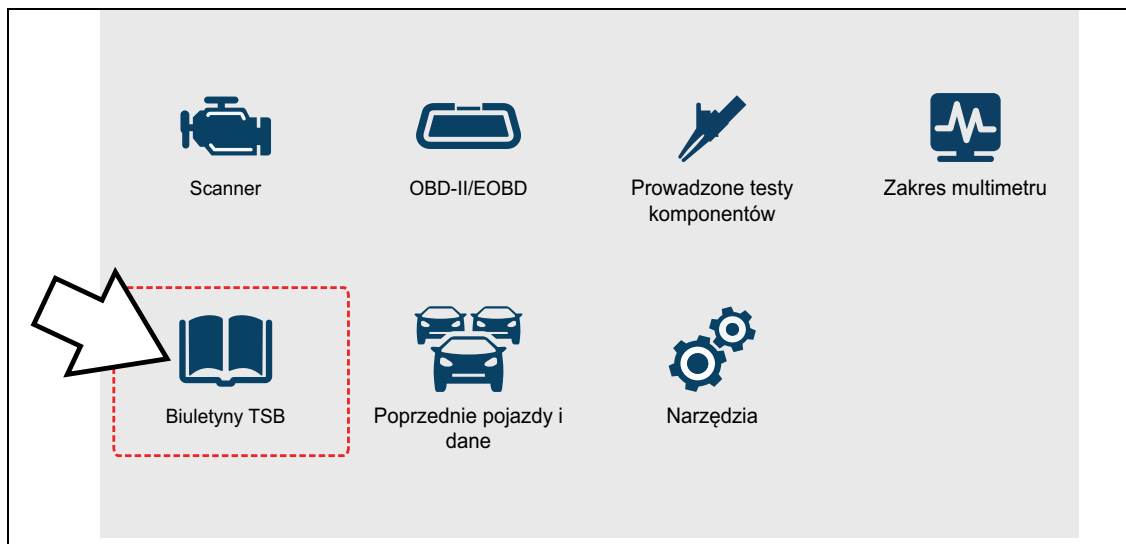 Scanner
OBD-II/EOBD
Prowadzone testy
komponentów
Zakres multimetru
Biuletyny TSB
Poprzednie pojazdy i
dane
Narzędzia